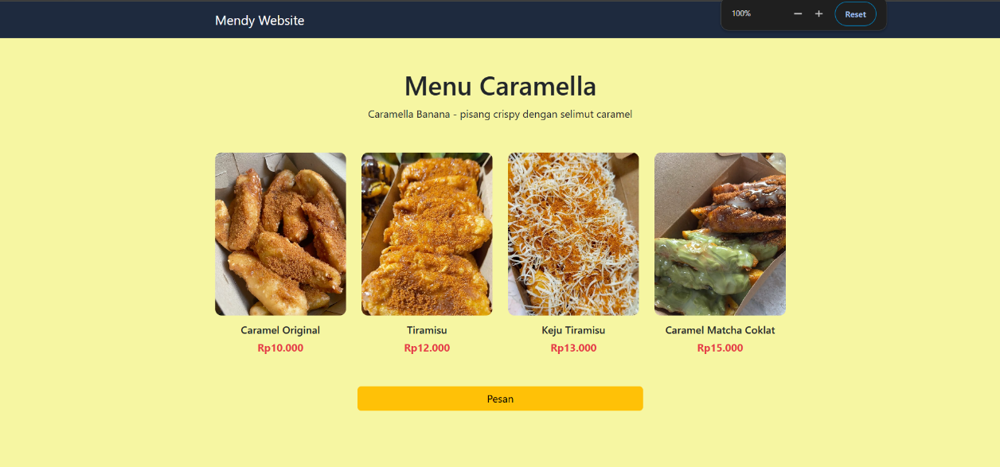 Mendy Website
100%
Reset
Menu Caramella
Caramella Banana - pisang crispy dengan selimut caramel
Caramel Original
Rp10.000
Tiramisu
Rp12.000
Keju Tiramisu
Rp13.000
Caramel Matcha Coklat
Rp15.000
Pesan